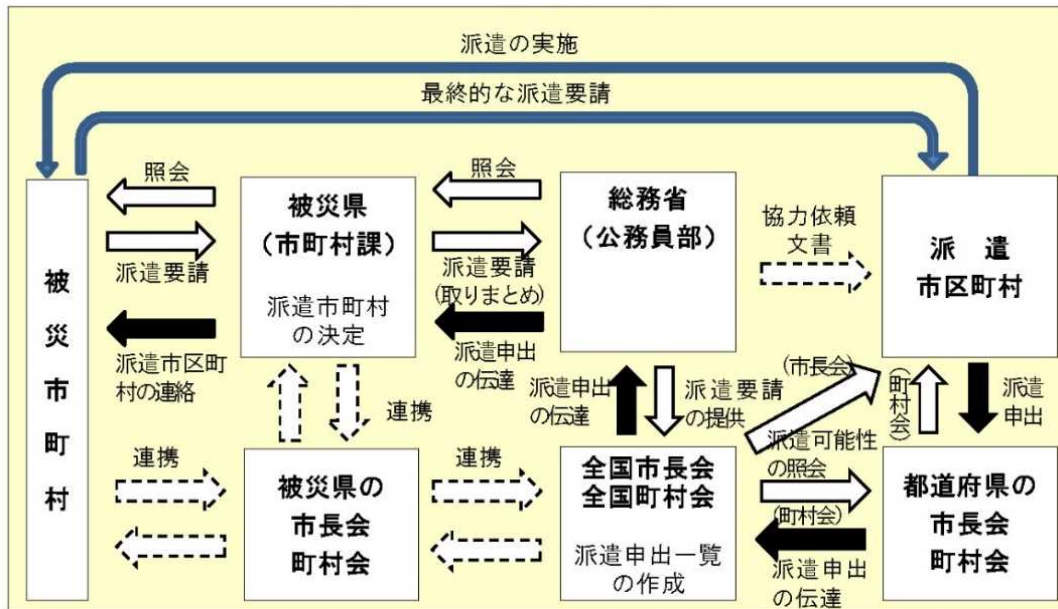 派遣の実施
最終的な派遣要請
照会
照会
被災市町村
被災県
(市町村課)
派遣市町村
の決定
総務省
(公務員部)
協力依頼
文書
派 遣
市区町村
派遣要請
派遣要請
(取りまとめ)
派遣市区町
村の連絡
派遣申出
の伝達
派遣申出
の伝達
派遣要請
の提供
(市長会)
(町村会)
派遣
申出
連携
連携
連携
被災県の
市長会
町村会
全国市長会
全国町村会
派遣申出一覧
の作成
派遣可能性
の照会
(町村会)
派遣申出
の伝達
都道府県の
市長会
町村会